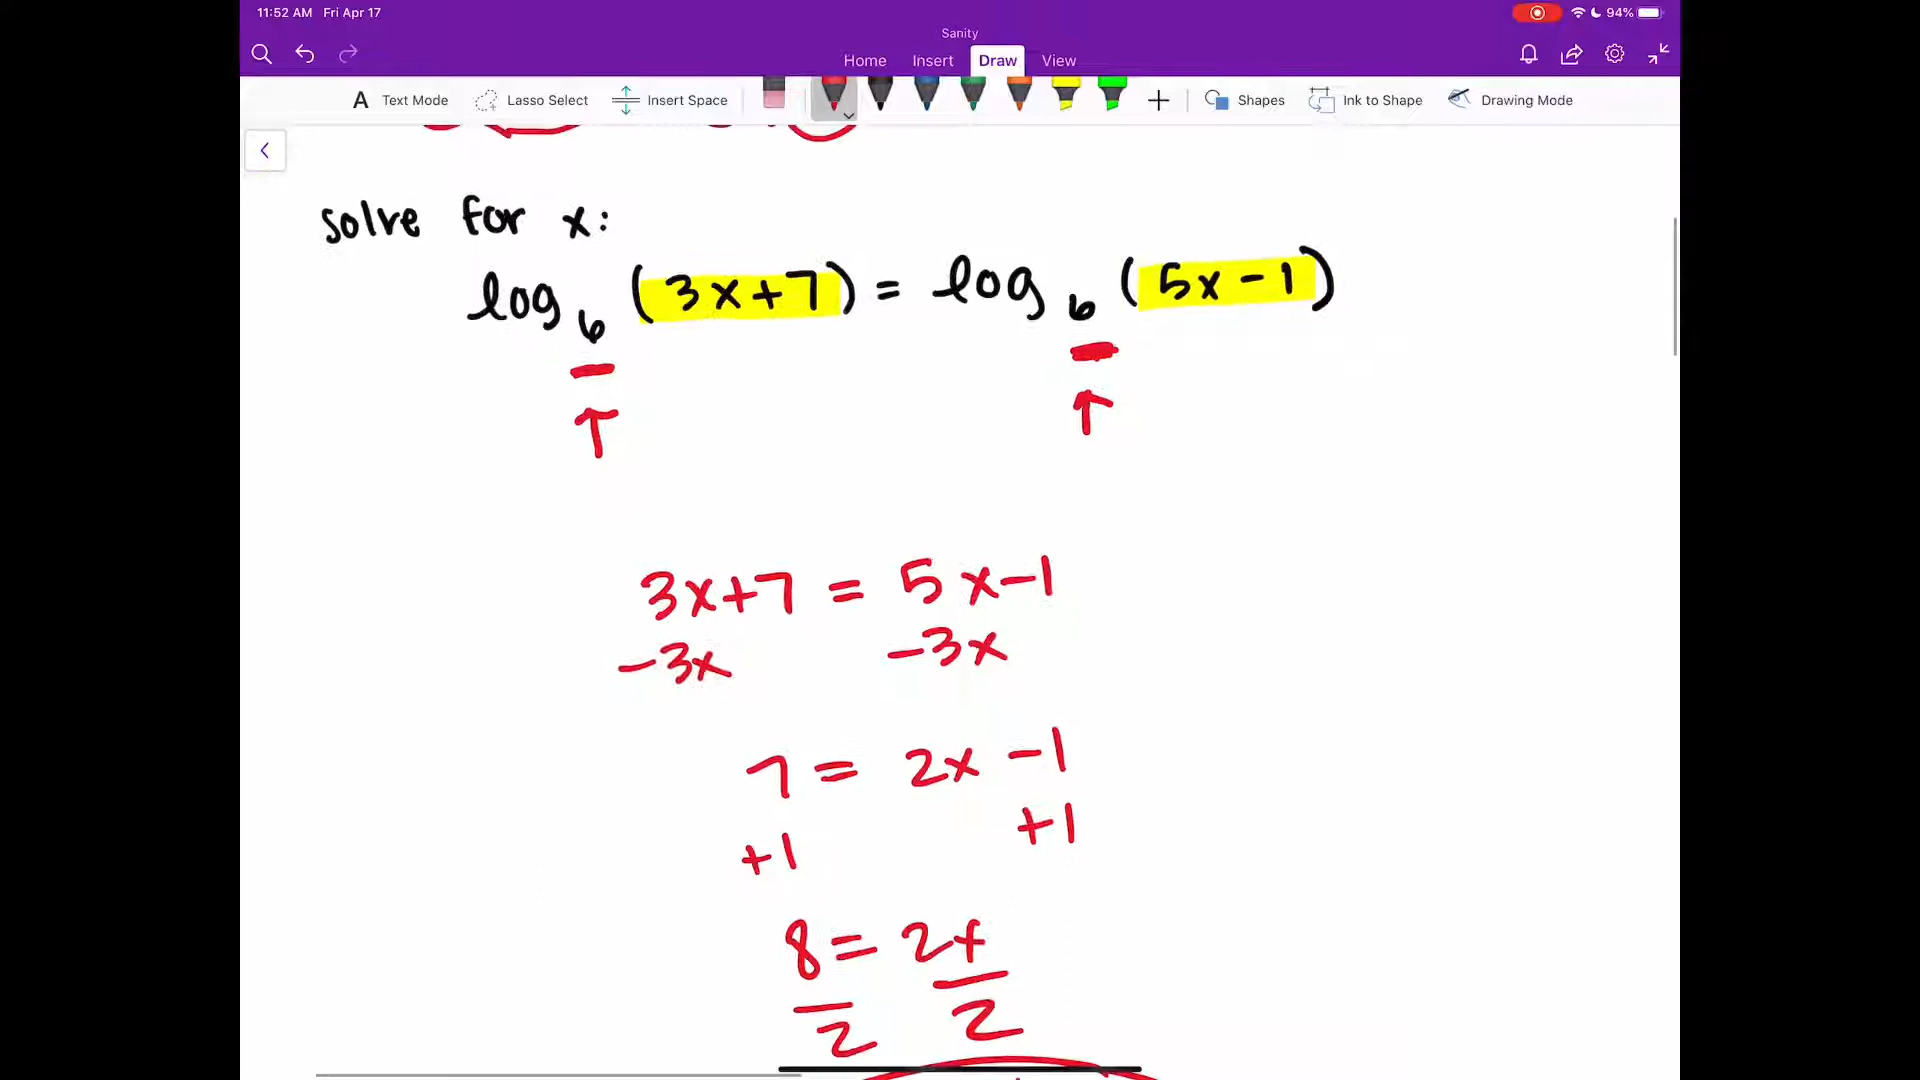 11:52 AM Fri Apr 17
94%
Sanity
Home Insert Draw View
A Text Mode Lasso Select Insert Space Shapes Ink to Shape Drawing Mode
solve for x:
log₆ (3x+7) = log₆ (5x-1)
3x+7 = 5x-1
-3x -3x
7 = 2x -1
+1 +1
8 = 2x
2 2